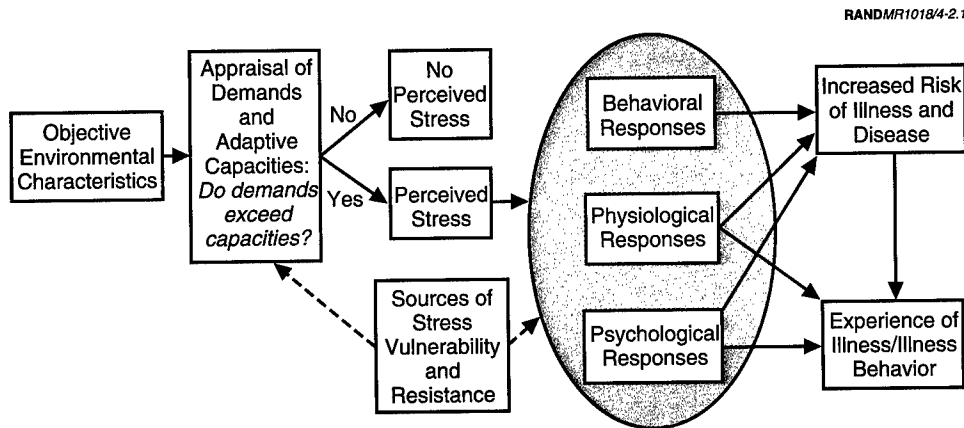 RANDMR1018/4-2.1
Objective
Environmental
Characteristics
Appraisal of
Demands
and
Adaptive
Capacities:
Do demands
exceed
capacities?
No
Yes
No
Perceived
Stress
Perceived
Stress
Sources of
Stress
Vulnerability
and
Resistance
Behavioral
Responses
Physiological
Responses
Psychological
Responses
Increased Risk
of Illness and
Disease
Experience of
Illness/Illness
Behavior